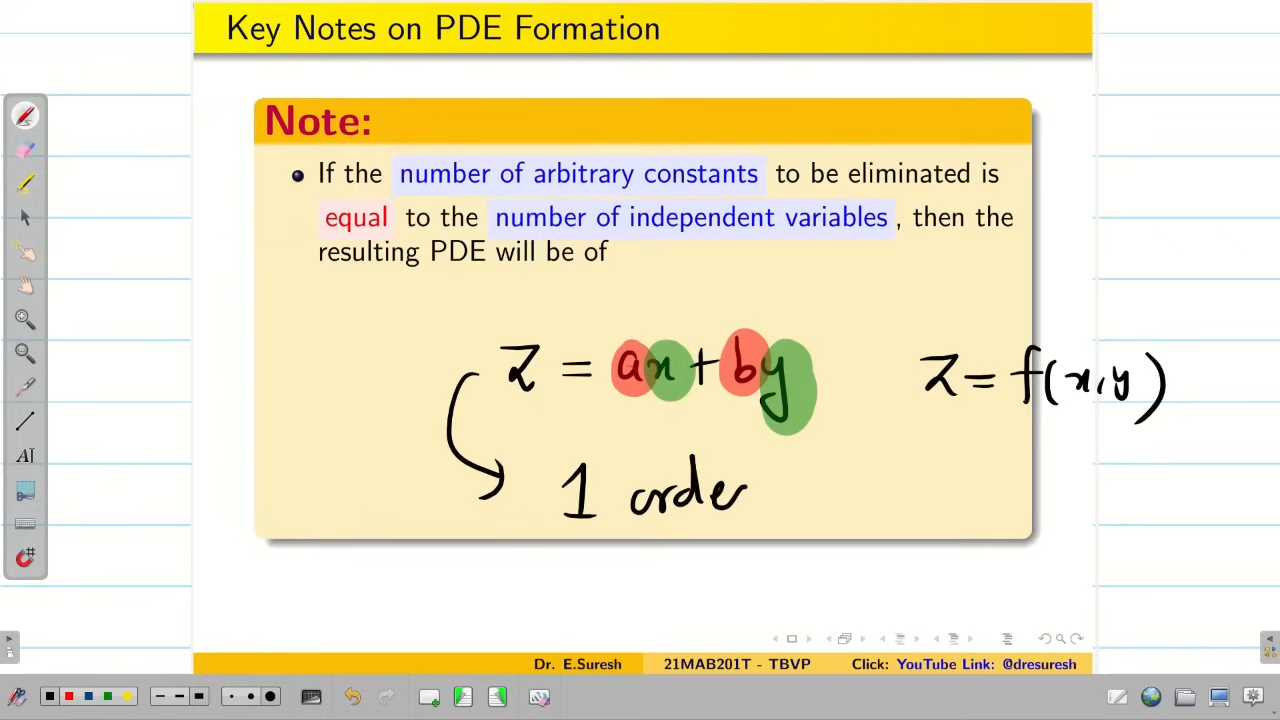 Key Notes on PDE Formation
Note:
If the number of arbitrary constants to be eliminated is
equal to the number of independent variables, then the
resulting PDE will be of
z = ax + by
z = f(x,y)
1 order
Dr. E.Suresh 21MAB201T - TBVP Click: YouTube Link: @dresuresh